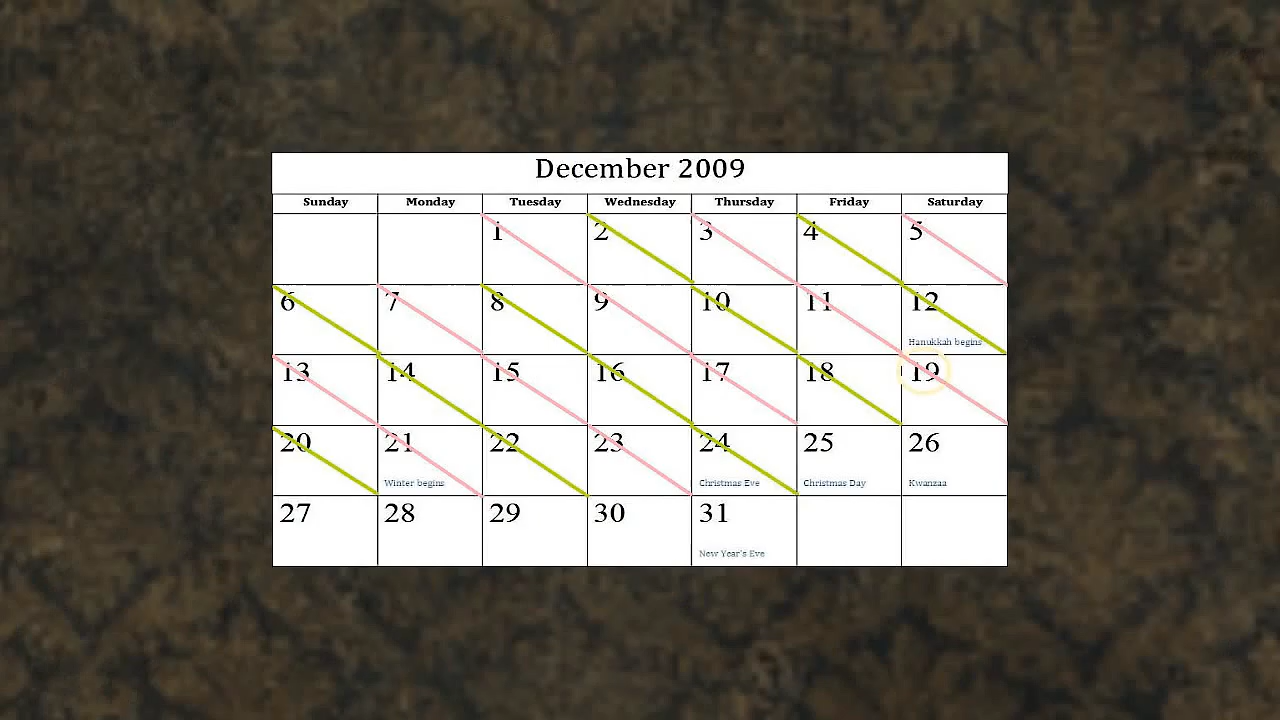 December 2009
Sunday Monday Tuesday Wednesday Thursday Friday Saturday
1 2 3 4 5
6 7 8 9 10 11 12
Hanukkah begins
13 14 15 16 17 18 19
20 21 22 23 24 25 26
Winter begins Christmas Eve Christmas Day Kwanzaa
27 28 29 30 31
New Year's Eve